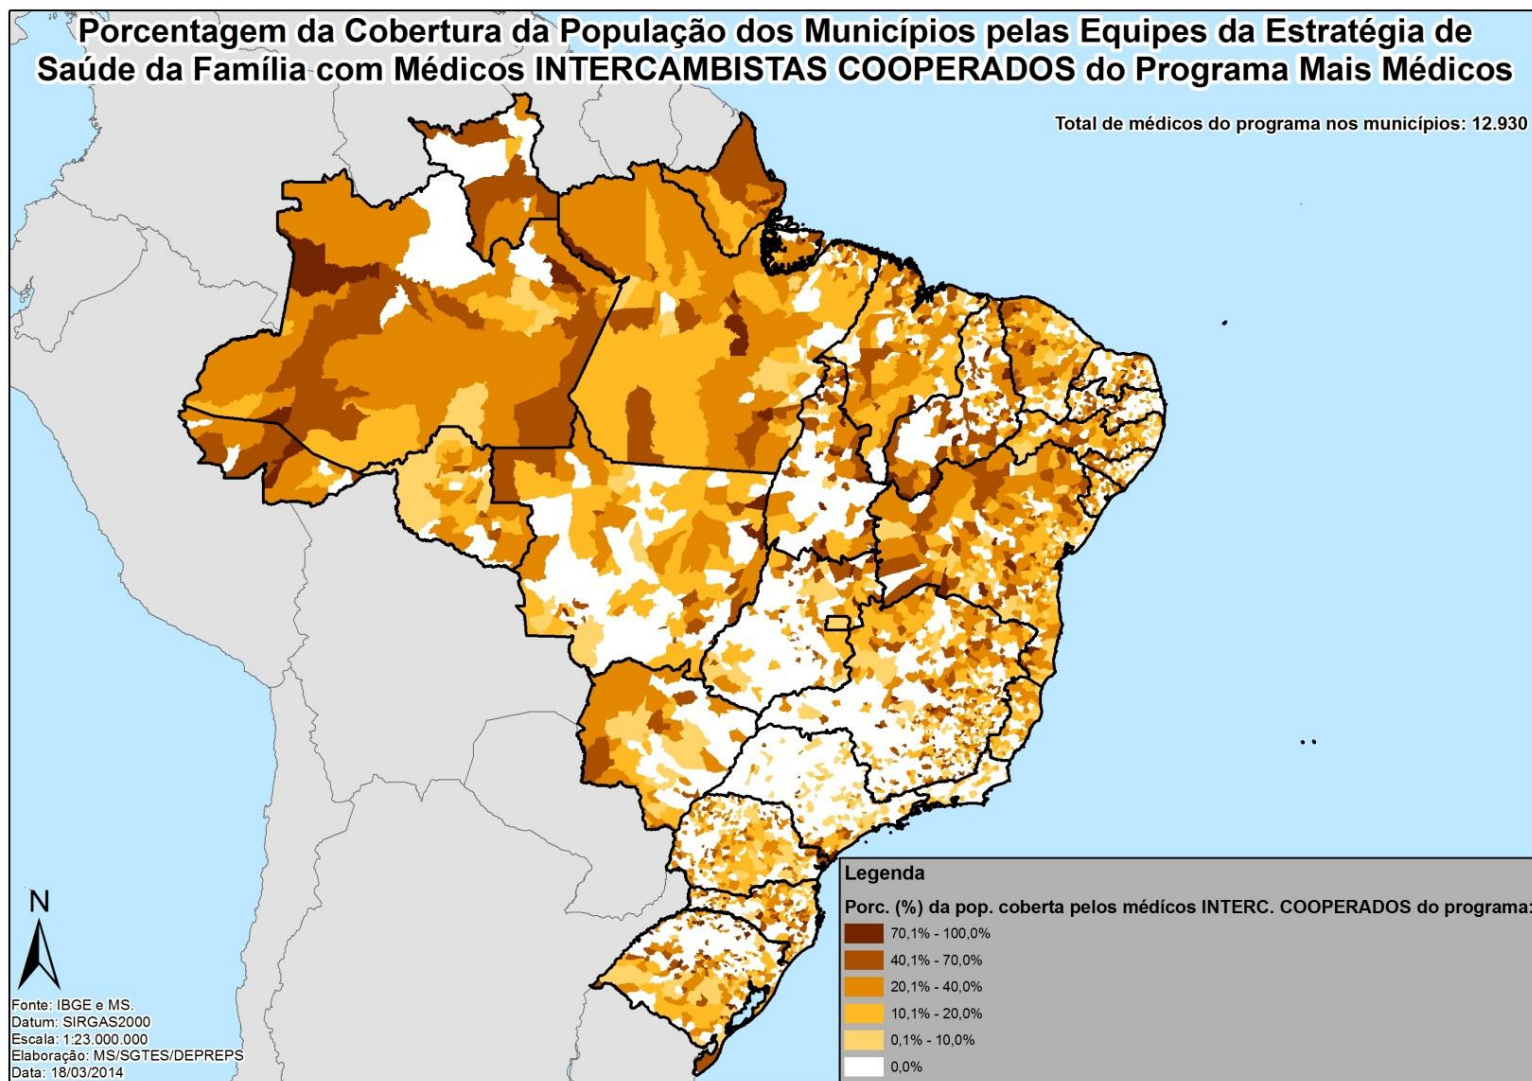 Porcentagem da Cobertura da População dos Municípios pelas Equipes da Estratégia de
Saúde da Família com Médicos INTERCAMBISTAS COOPERADOS do Programa Mais Médicos
Total de médicos do programa nos municípios: 12.930
N
Fonte: IBGE e MS.
Datum: SIRGAS2000
Escala: 1:23.000.000
Elaboração: MS/SGTES/DEPREPS
Data: 18/03/2014
Legenda
Porc. (%) da pop. coberta pelos médícos INTERC. COOPERADOS do programa:
70,1% - 100,0%
40,1% - 70,0%
20,1% - 40,0%
10,1% - 20,0%
0,1% - 10,0%
0,0%